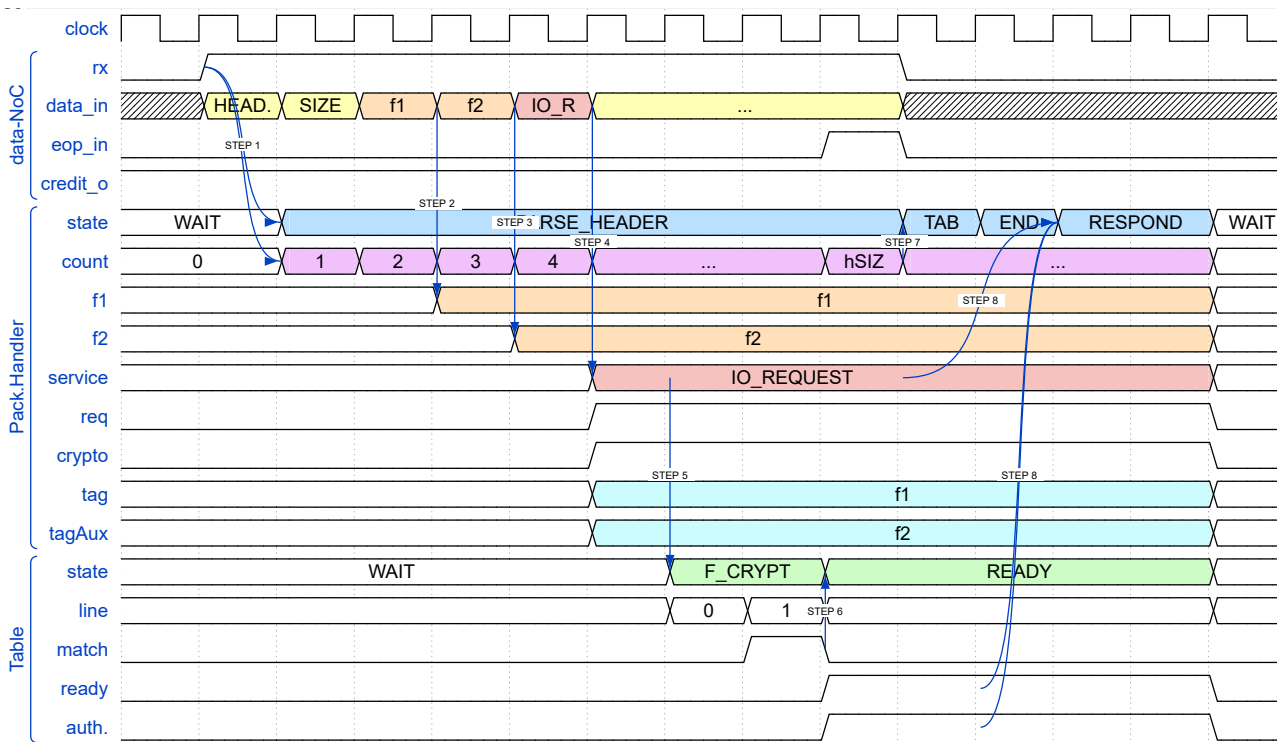 clock
rx
data_in HEAD. SIZE f1 f2 IO_R ...
eop_in STEP 1
credit_o
data-NoC
STEP 2
state WAIT STEP 3 RSE_HEADER TAB END RESPOND WAIT
STEP 4 STEP 7
count 0 1 2 3 4 ... hSIZ ...
f1 f1 STEP 8
f2 f2
service IO_REQUEST
req
crypto
STEP 5 STEP 8
tag f1
tagAux f2
Pack.Handler
state WAIT F_CRYPT READY
line 0 1 STEP 6
match
ready
auth.
Table